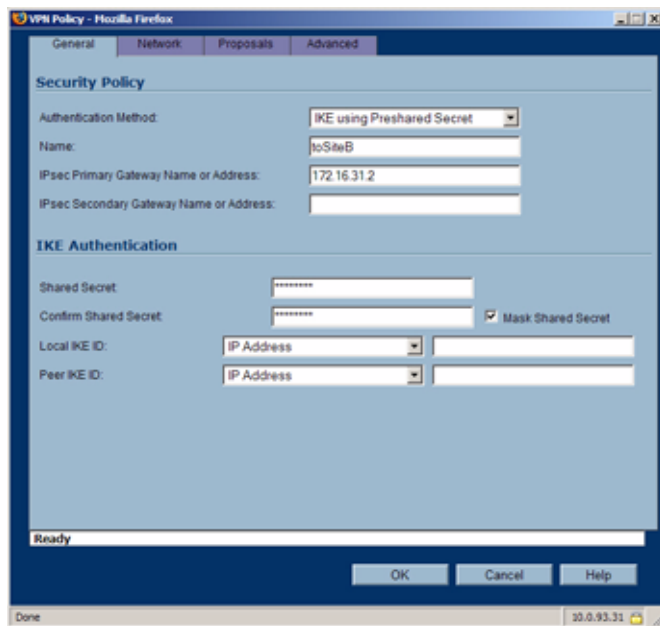 VPN Policy - Mozilla Firefox
General Network Proposals Advanced
Security Policy
Authentication Method: IKE using Preshared Secret
Name: toSiteB
IPsec Primary Gateway Name or Address: 172.16.31.2
IPsec Secondary Gateway Name or Address:
IKE Authentication
Shared Secret: ********
Confirm Shared Secret: ******** Mask Shared Secret
Local IKE ID: IP Address
Peer IKE ID: IP Address
Ready
OK Cancel Help
Done 10.0.93.31